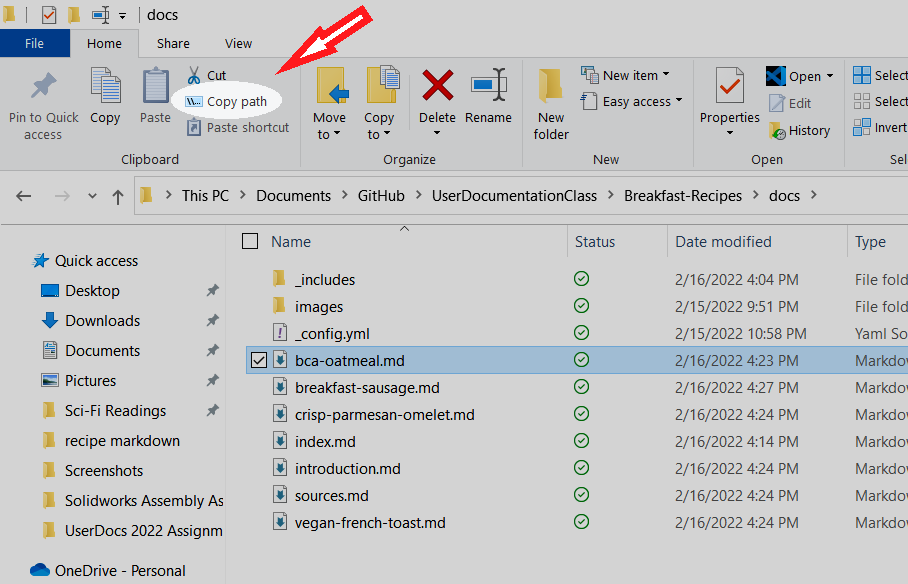 docs
File Home Share View
Pin to Quick access
Copy
Paste
Cut
\\... Copy path
Paste shortcut
Clipboard
Move to
Copy to
Delete
Rename
Organize
New folder
New item
Easy access
New
Properties
Open
Edit
History
Open
Select
Select
Invert
Sel
This PC > Documents > GitHub > UserDocumentationClass > Breakfast-Recipes > docs >
Quick access
Desktop
Downloads
Documents
Pictures
Sci-Fi Readings
recipe markdown
Screenshots
Solidworks Assembly As
UserDocs 2022 Assignm
OneDrive - Personal
Name Status Date modified Type
_includes 2/16/2022 4:04 PM File fold
images 2/15/2022 9:51 PM File fold
_config.yml 2/15/2022 10:58 PM Yaml So
bca-oatmeal.md 2/16/2022 4:23 PM Markdo
breakfast-sausage.md 2/16/2022 4:27 PM Markdo
crisp-parmesan-omelet.md 2/16/2022 4:24 PM Markdo
index.md 2/16/2022 4:14 PM Markdo
introduction.md 2/16/2022 4:24 PM Markdo
sources.md 2/16/2022 4:24 PM Markdo
vegan-french-toast.md 2/16/2022 4:24 PM Markdo